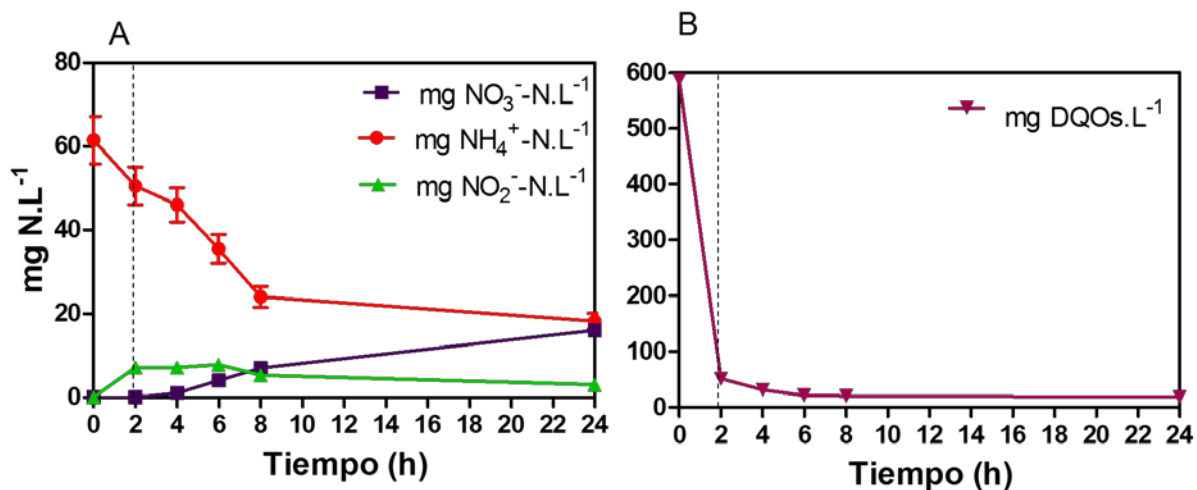 A
mg N.L⁻¹
80
60
40
20
0
mg NO₃⁻-N.L⁻¹
mg NH₄⁺-N.L⁻¹
mg NO₂⁻-N.L⁻¹
0 2 4 6 8 10 12 14 16 18 20 22 24
Tiempo (h)
B
600
500
400
300
200
100
0
mg DQOs.L⁻¹
0 2 4 6 8 10 12 14 16 18 20 22 24
Tiempo (h)